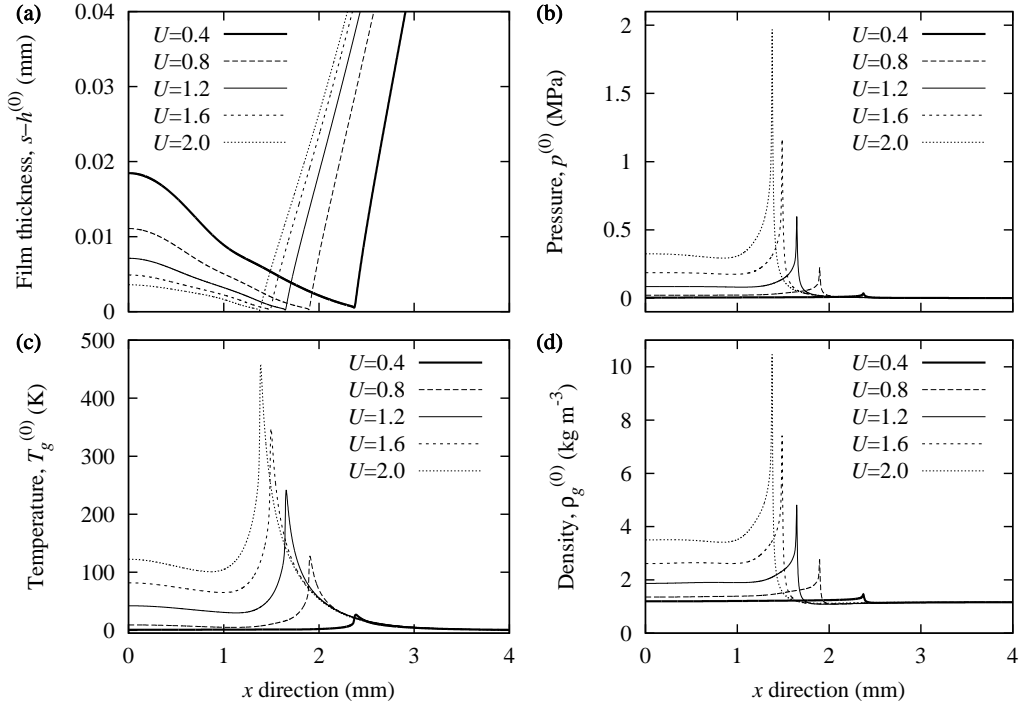 (a)
Film thickness, s–h⁽⁰⁾ (mm)
0.04
0.03
0.02
0.01
0
U=0.4
U=0.8
U=1.2
U=1.6
U=2.0
(b)
Pressure, p⁽⁰⁾ (MPa)
2
1.5
1
0.5
0
U=0.4
U=0.8
U=1.2
U=1.6
U=2.0
(c)
Temperature, T_g⁽⁰⁾ (K)
500
400
300
200
100
0
U=0.4
U=0.8
U=1.2
U=1.6
U=2.0
0 1 2 3 4
x direction (mm)
(d)
Density, ρ_g⁽⁰⁾ (kg m⁻³)
10
8
6
4
2
0
U=0.4
U=0.8
U=1.2
U=1.6
U=2.0
0 1 2 3 4
x direction (mm)